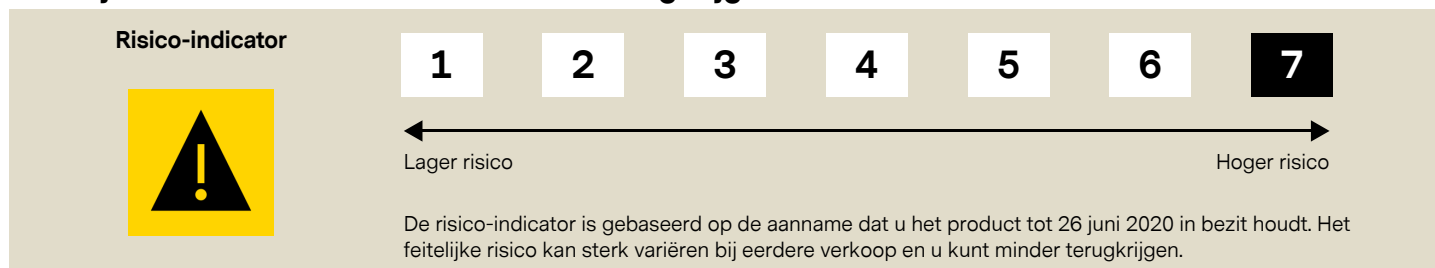 Risico-indicator
1 2 3 4 5 6 7
Lager risico Hoger risico
De risico-indicator is gebaseerd op de aanname dat u het product tot 26 juni 2020 in bezit houdt. Het
feitelijke risico kan sterk variëren bij eerdere verkoop en u kunt minder terugkrijgen.